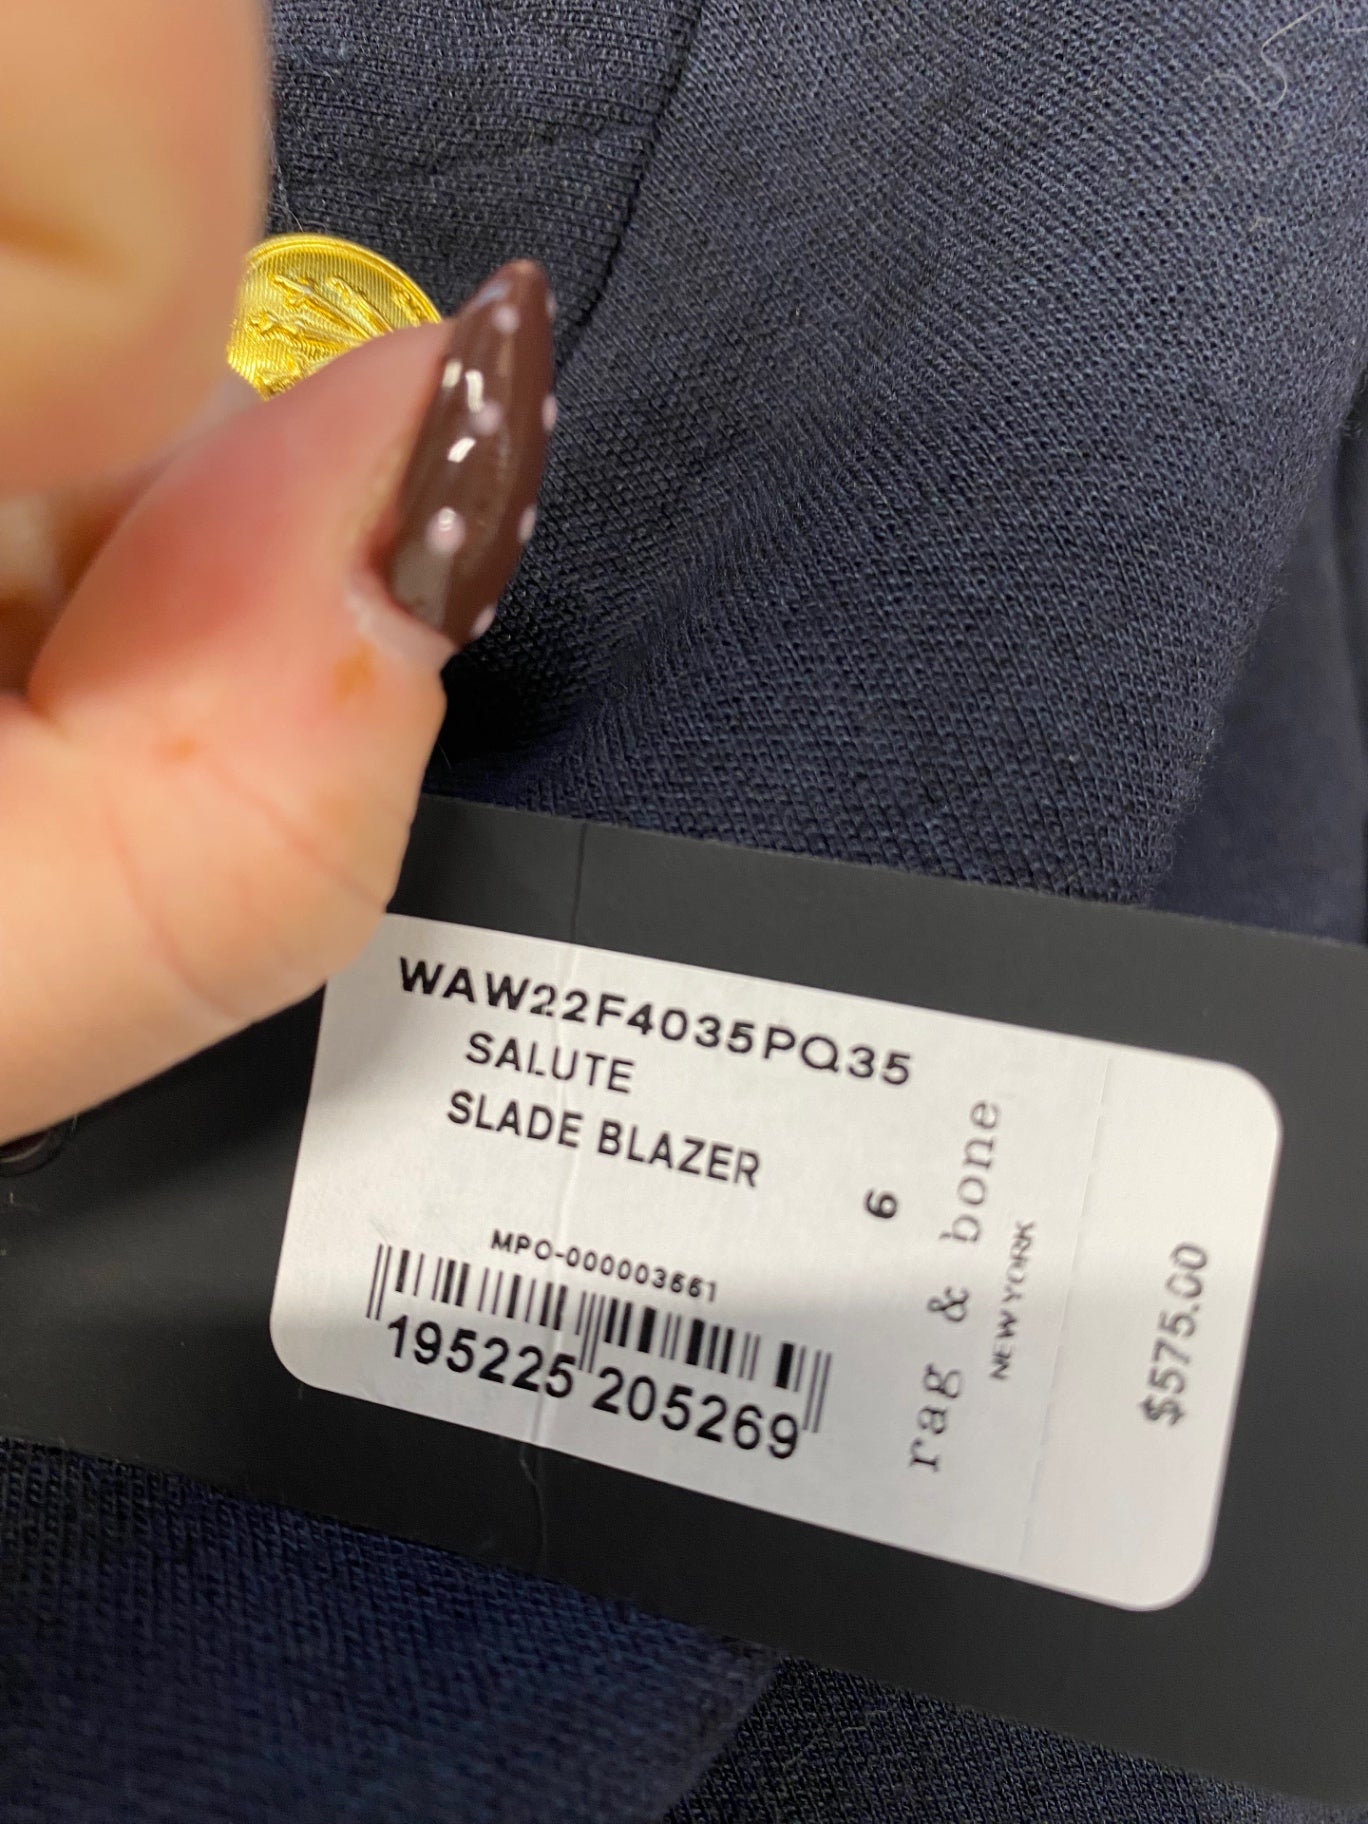 WAW22F4035PQ35
SALUTE
SLADE BLAZER
6
MPO-000003661
195225 205269
rag & bone
NEW YORK
$575.00